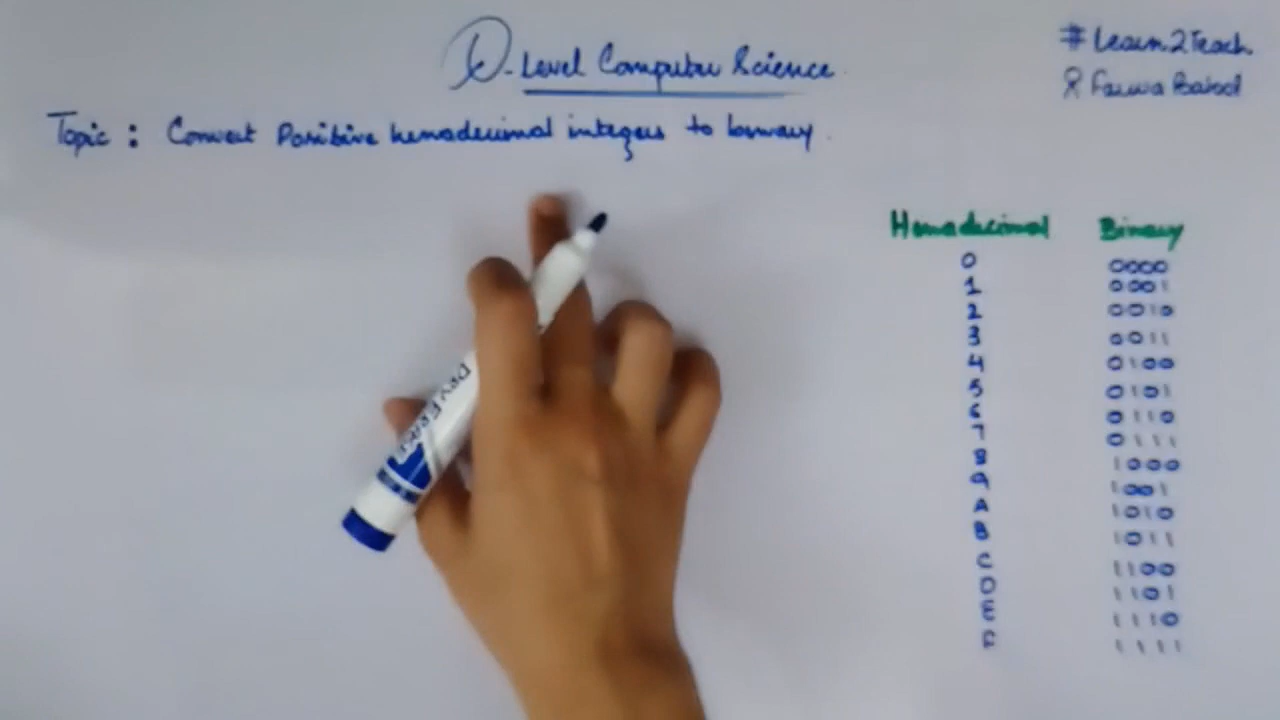 O-Level Computer Science
# Learn2Teach
Topic : Convert Positive hexadecimal integers to binary.
Hexadecimal Binary
0 0000
1 0001
2 0010
3 0011
4 0100
5 0101
6 0110
7 0111
8 1000
9 1001
A 1010
B 1011
C 1100
D 1101
E 1110
F 1111